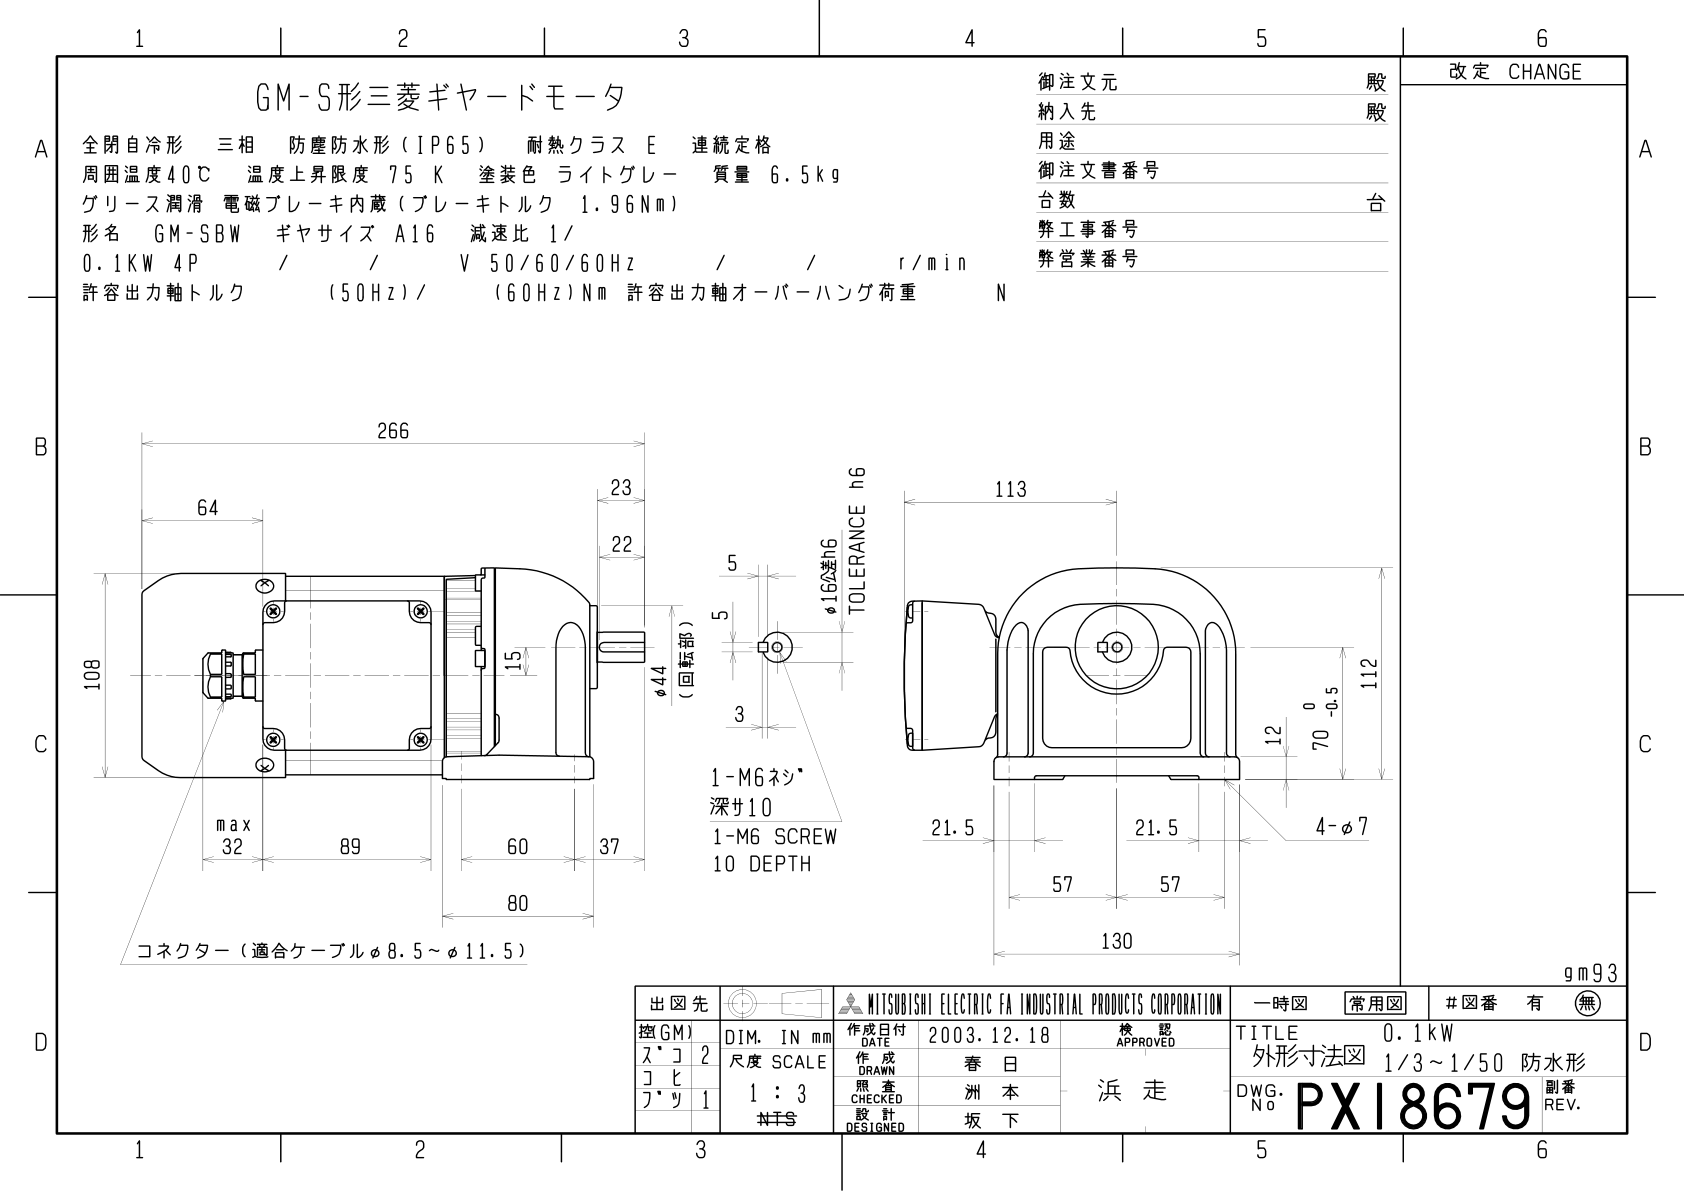 1 2 3 4 5 6
改定 CHANGE
GM-S形三菱ギヤードモータ
全閉自冷形 三相 防塵防水形(IP65) 耐熱クラス E 連続定格
周囲温度40℃ 温度上昇限度 75 K 塗装色 ライトグレー 質量 6.5kg
グリース潤滑 電磁ブレーキ内蔵(ブレーキトルク 1.96Nm)
形名 GM-SBW ギヤサイズ A16 減速比 1/
0.1KW 4P / / V 50/60/60Hz / / r/min
許容出力軸トルク (50Hz)/ (60Hz)Nm 許容出力軸オーバーハング荷重 N
御注文元 殿
納入先 殿
用途
御注文書番号
台数 台
弊工事番号
弊営業番号
A A
B B
C C
D D
266
64
23
22
108
15
φ44
(回転部)
max
32
89
60
37
80
コネクター(適合ケーブルφ8.5~φ11.5)
5
5
3
φ16公差h6
TOLERANCE h6
1-M6ネジ
深サ10
1-M6 SCREW
10 DEPTH
113
112
0
70 -0.5
12
21.5
21.5
4-φ7
57
57
130
gm93
出図先
控(GM)
スﾞコ 2
コヒ
ブツ 1
DIM. IN mm
尺度 SCALE
1 : 3
NTS
MITSUBISHI ELECTRIC FA INDUSTRIAL PRODUCTS CORPORATION
作成日付
DATE
2003.12.18
作成
DRAWN
春日
照査
CHECKED
洲本
設計
DESIGNED
坂下
検認
APPROVED
浜走
一時図 常用図 #図番 有 無
TITLE 0.1kW
外形寸法図 1/3~1/50 防水形
DWG.
No
PX18679
副番
REV.
1 2 3 4 5 6